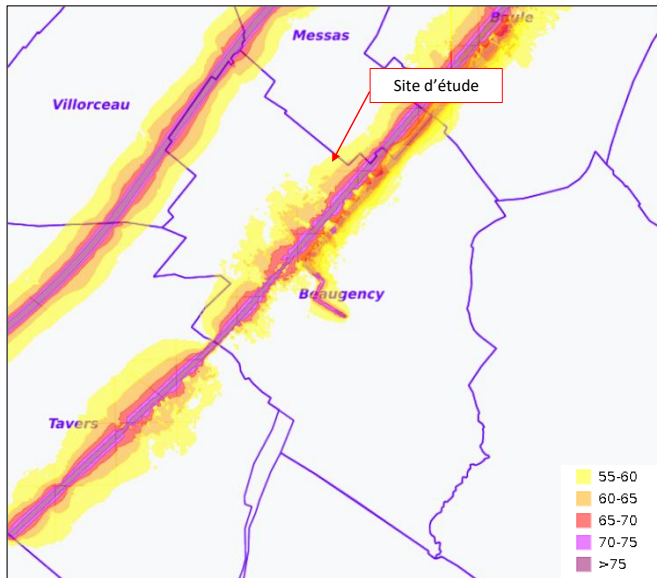 Baule
Messas
Site d'étude
Villorceau
Beaugency
Tavers
55-60
60-65
65-70
70-75
>75